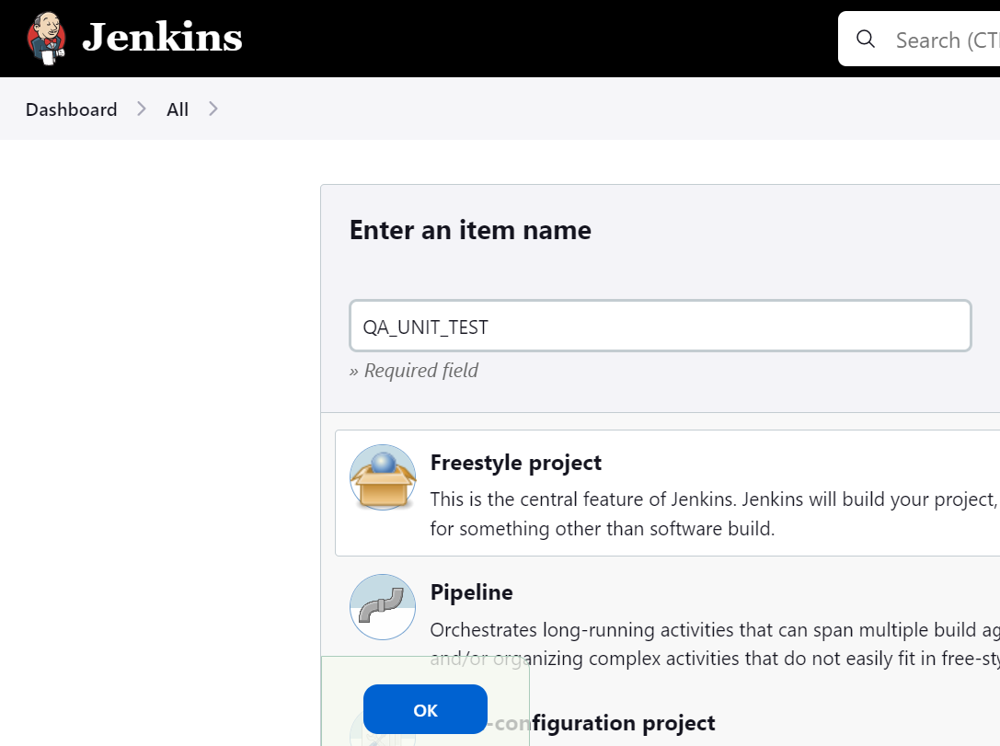 Jenkins
Search (CT
Dashboard
All
Enter an item name
QA_UNIT_TEST
» Required field
Freestyle project
This is the central feature of Jenkins. Jenkins will build your project,
for something other than software build.
Pipeline
Orchestrates long-running activities that can span multiple build ag
and/or organizing complex activities that do not easily fit in free-sty
OK
-configuration project